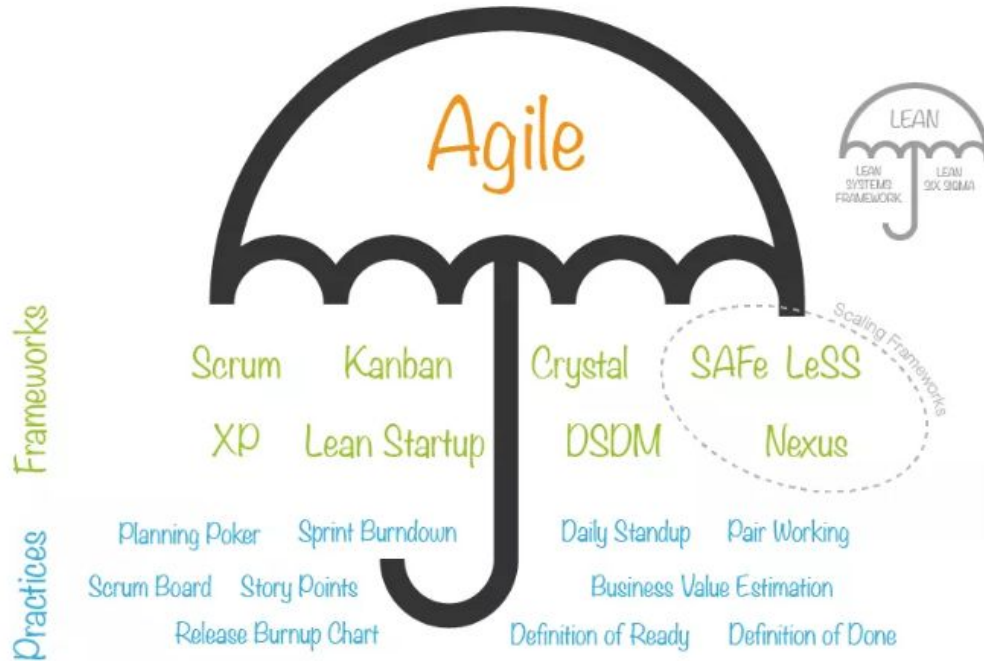 Agile
LEAN
LEAN SYSTEMS FRAMEWORK
LEAN SIX SIGMA
Scaling Frameworks
Frameworks
Scrum Kanban Crystal SAFe LeSS
XP Lean Startup DSDM Nexus
Practices
Planning Poker Sprint Burndown Daily Standup Pair Working
Scrum Board Story Points Business Value Estimation
Release Burnup Chart Definition of Ready Definition of Done